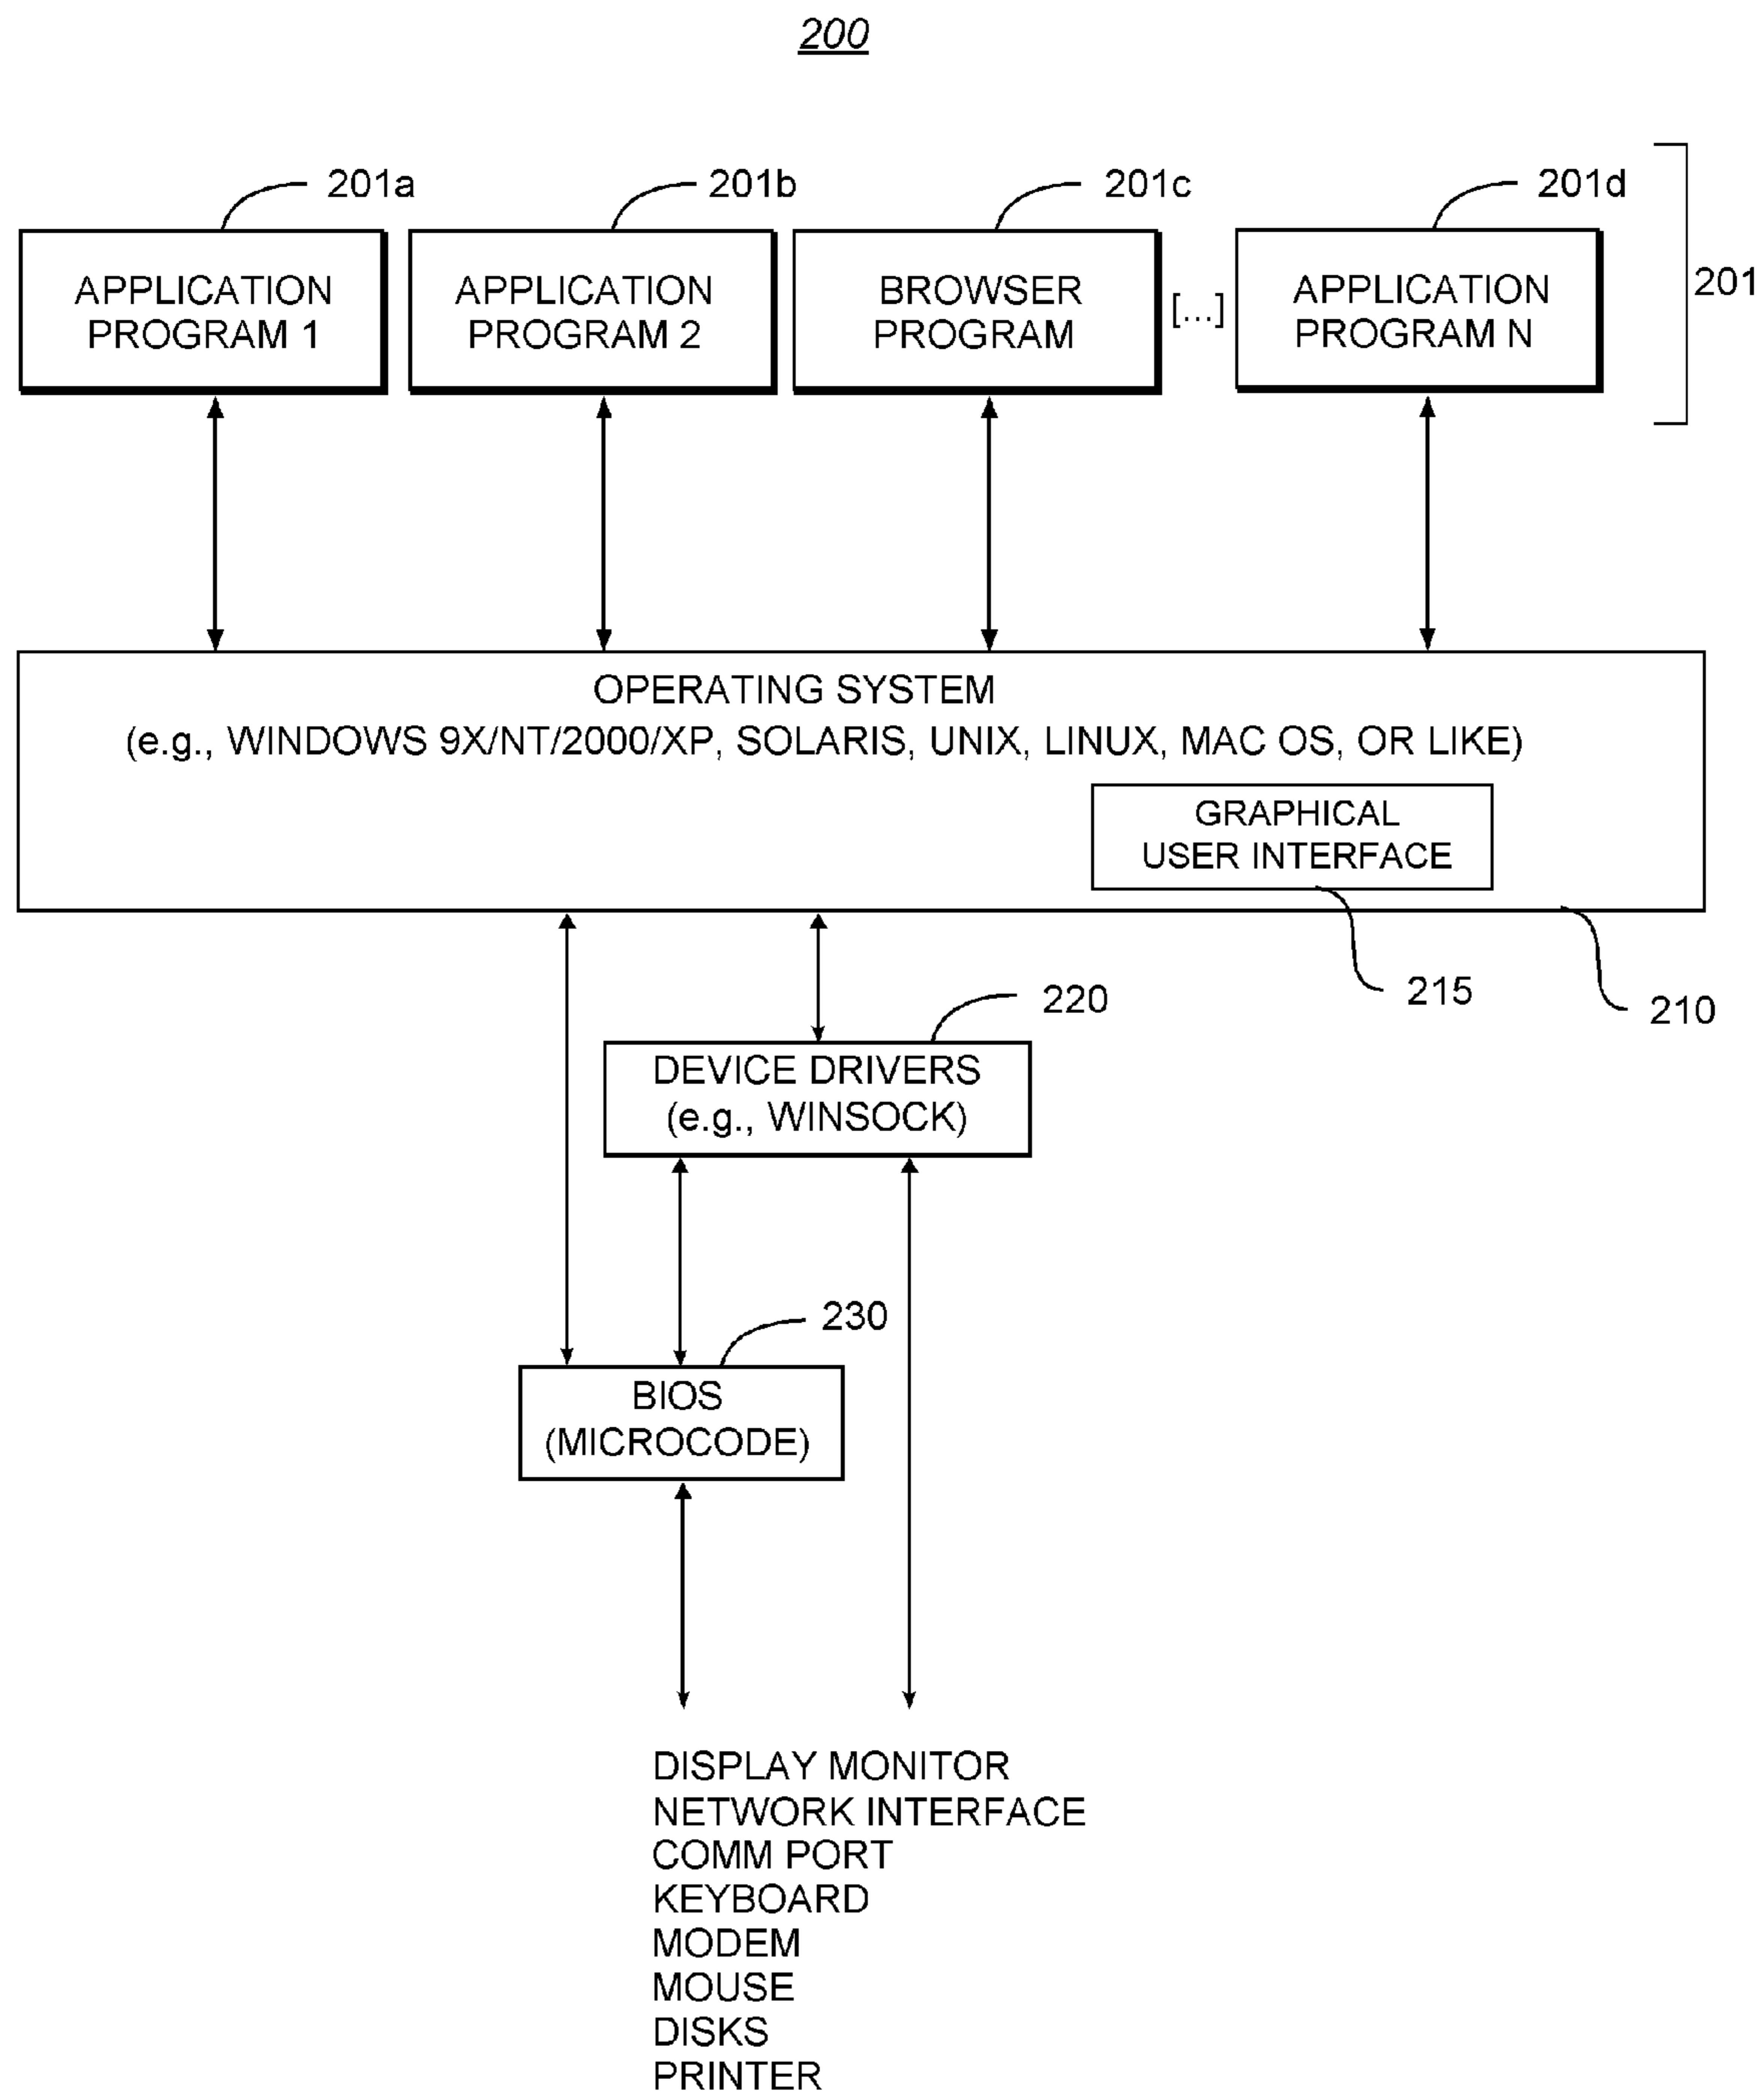 200
201a
201b
201c
201d
APPLICATION
PROGRAM 1
APPLICATION
PROGRAM 2
BROWSER
PROGRAM
[...]
APPLICATION
PROGRAM N
201
OPERATING SYSTEM
(e.g., WINDOWS 9X/NT/2000/XP, SOLARIS, UNIX, LINUX, MAC OS, OR LIKE)
GRAPHICAL
USER INTERFACE
215
210
220
DEVICE DRIVERS
(e.g., WINSOCK)
230
BIOS
(MICROCODE)
DISPLAY MONITOR
NETWORK INTERFACE
COMM PORT
KEYBOARD
MODEM
MOUSE
DISKS
PRINTER